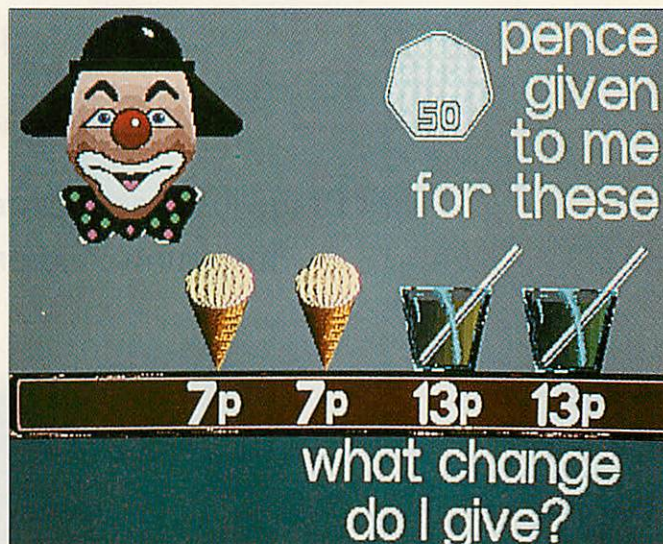 50
pence
given
to me
for these
7p 7p 13p 13p
what change
do I give?